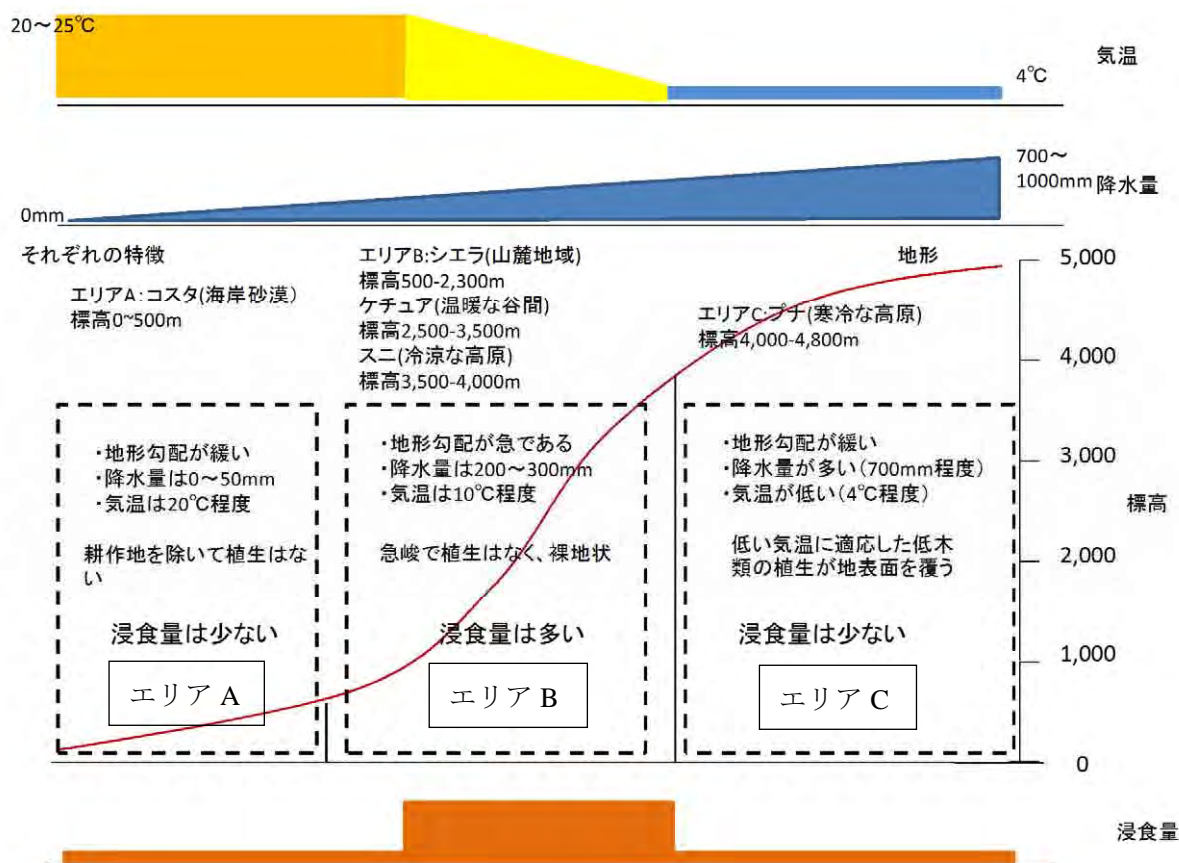 20～25℃
気温
4℃
700～
1000mm
降水量
0mm
それぞれの特徴
エリアA:コスタ(海岸砂漠)
標高0~500m
エリアB:シエラ(山麓地域)
標高500-2,300m
ケチュア(温暖な谷間)
標高2,500-3,500m
スニ(冷涼な高原)
標高3,500-4,000m
地形
エリアC:プナ(寒冷な高原)
標高4,000-4,800m
5,000
4,000
3,000
標高
2,000
1,000
0
・地形勾配が緩い
・降水量は0～50mm
・気温は20℃程度
耕作地を除いて植生はな
い
浸食量は少ない
エリア A
・地形勾配が急である
・降水量は200～300mm
・気温は10℃程度
急峻で植生はなく、裸地状
浸食量は多い
エリア B
・地形勾配が緩い
・降水量が多い(700mm程度)
・気温が低い(4℃程度)
低い気温に適応した低木
類の植生が地表面を覆う
浸食量は少ない
エリア C
浸食量